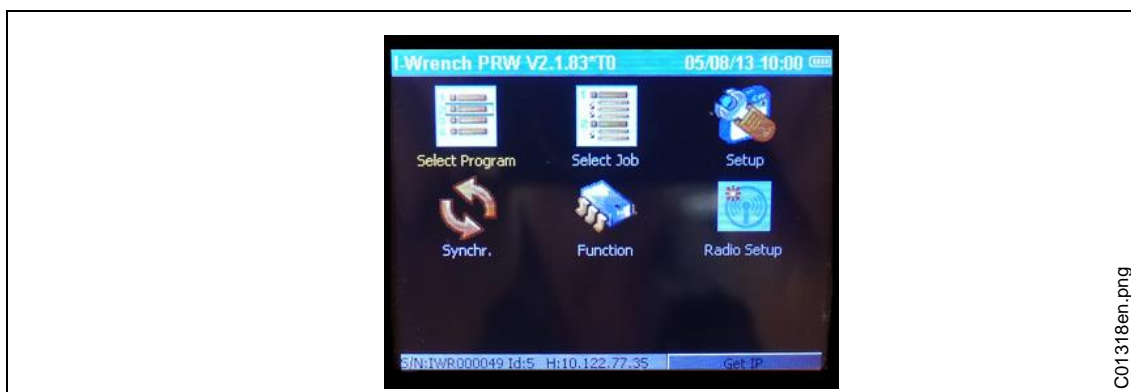 I-Wrench PRW V2.1.83*T0 05/08/13 10:00
Select Program Select Job Setup
Synchr. Function Radio Setup
S/N:IWR000049 Id:5 H:10.122.77.35 Get IP
C01318en.png